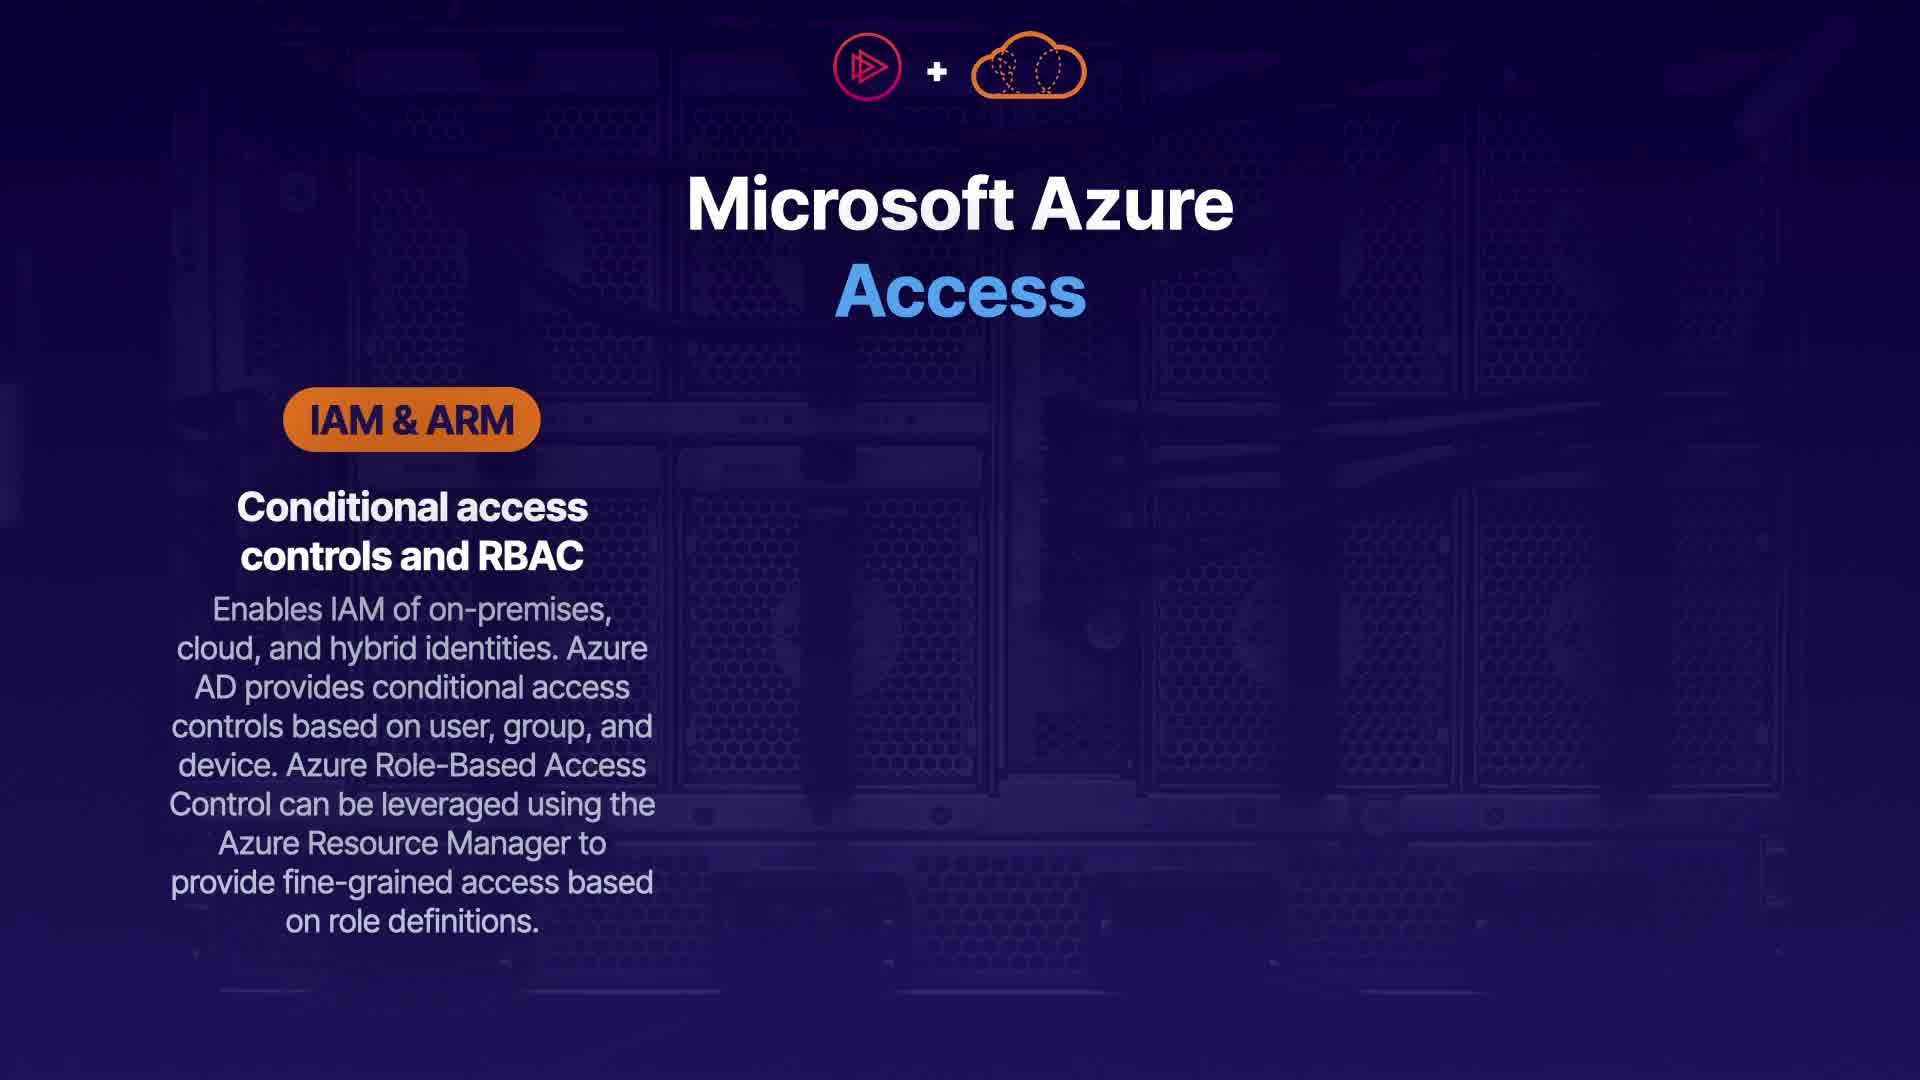 +
Microsoft Azure
Access
IAM & ARM
Conditional access
controls and RBAC
Enables IAM of on-premises,
cloud, and hybrid identities. Azure
AD provides conditional access
controls based on user, group, and
device. Azure Role-Based Access
Control can be leveraged using the
Azure Resource Manager to
provide fine-grained access based
on role definitions.